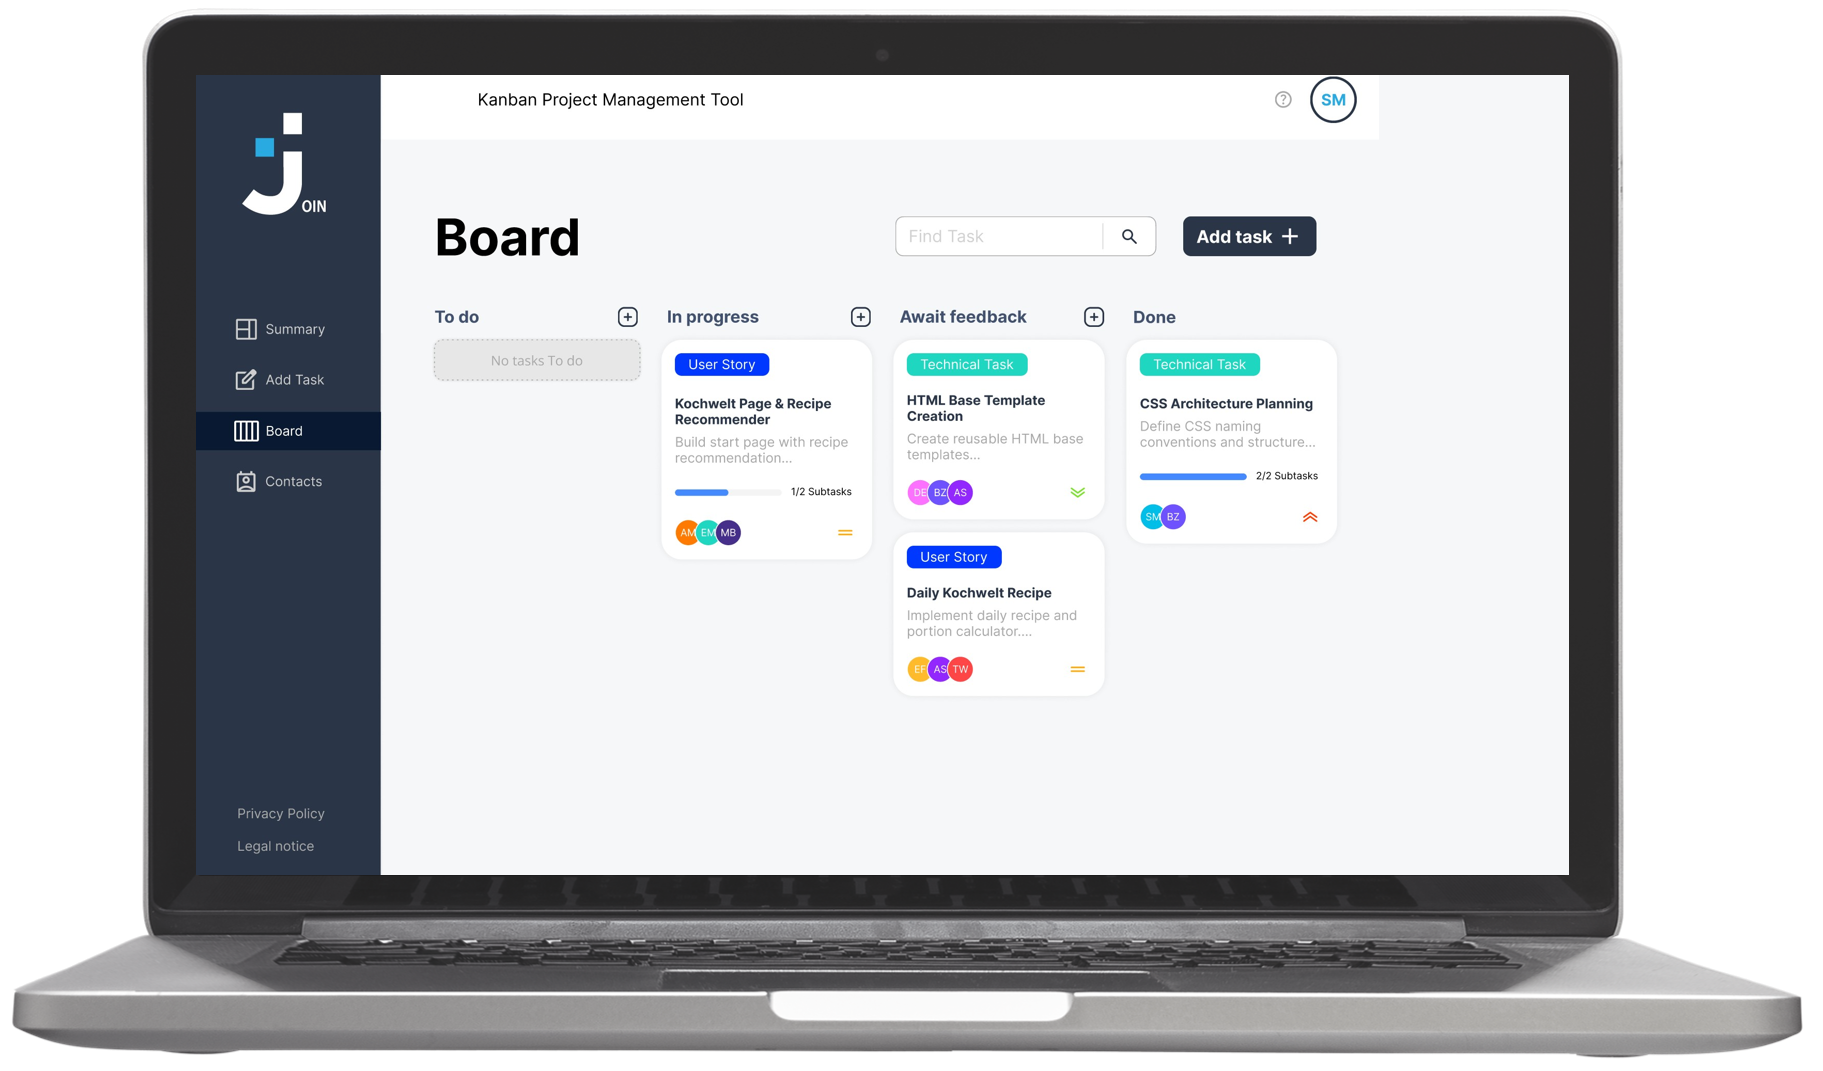 OIN
Summary
Add Task
Board
Contacts
Privacy Policy
Legal notice
Kanban Project Management Tool
?
SM
Board
Find Task
Add task
To do
No tasks To do
In progress
User Story
Kochwelt Page & Recipe
Recommender
Build start page with recipe
recommendation...
1/2 Subtasks
AM EM MB
Await feedback
Technical Task
HTML Base Template
Creation
Create reusable HTML base
templates...
DE BZ AS
User Story
Daily Kochwelt Recipe
Implement daily recipe and
portion calculator....
EF AS TW
Done
Technical Task
CSS Architecture Planning
Define CSS naming
conventions and structure...
2/2 Subtasks
SM BZ